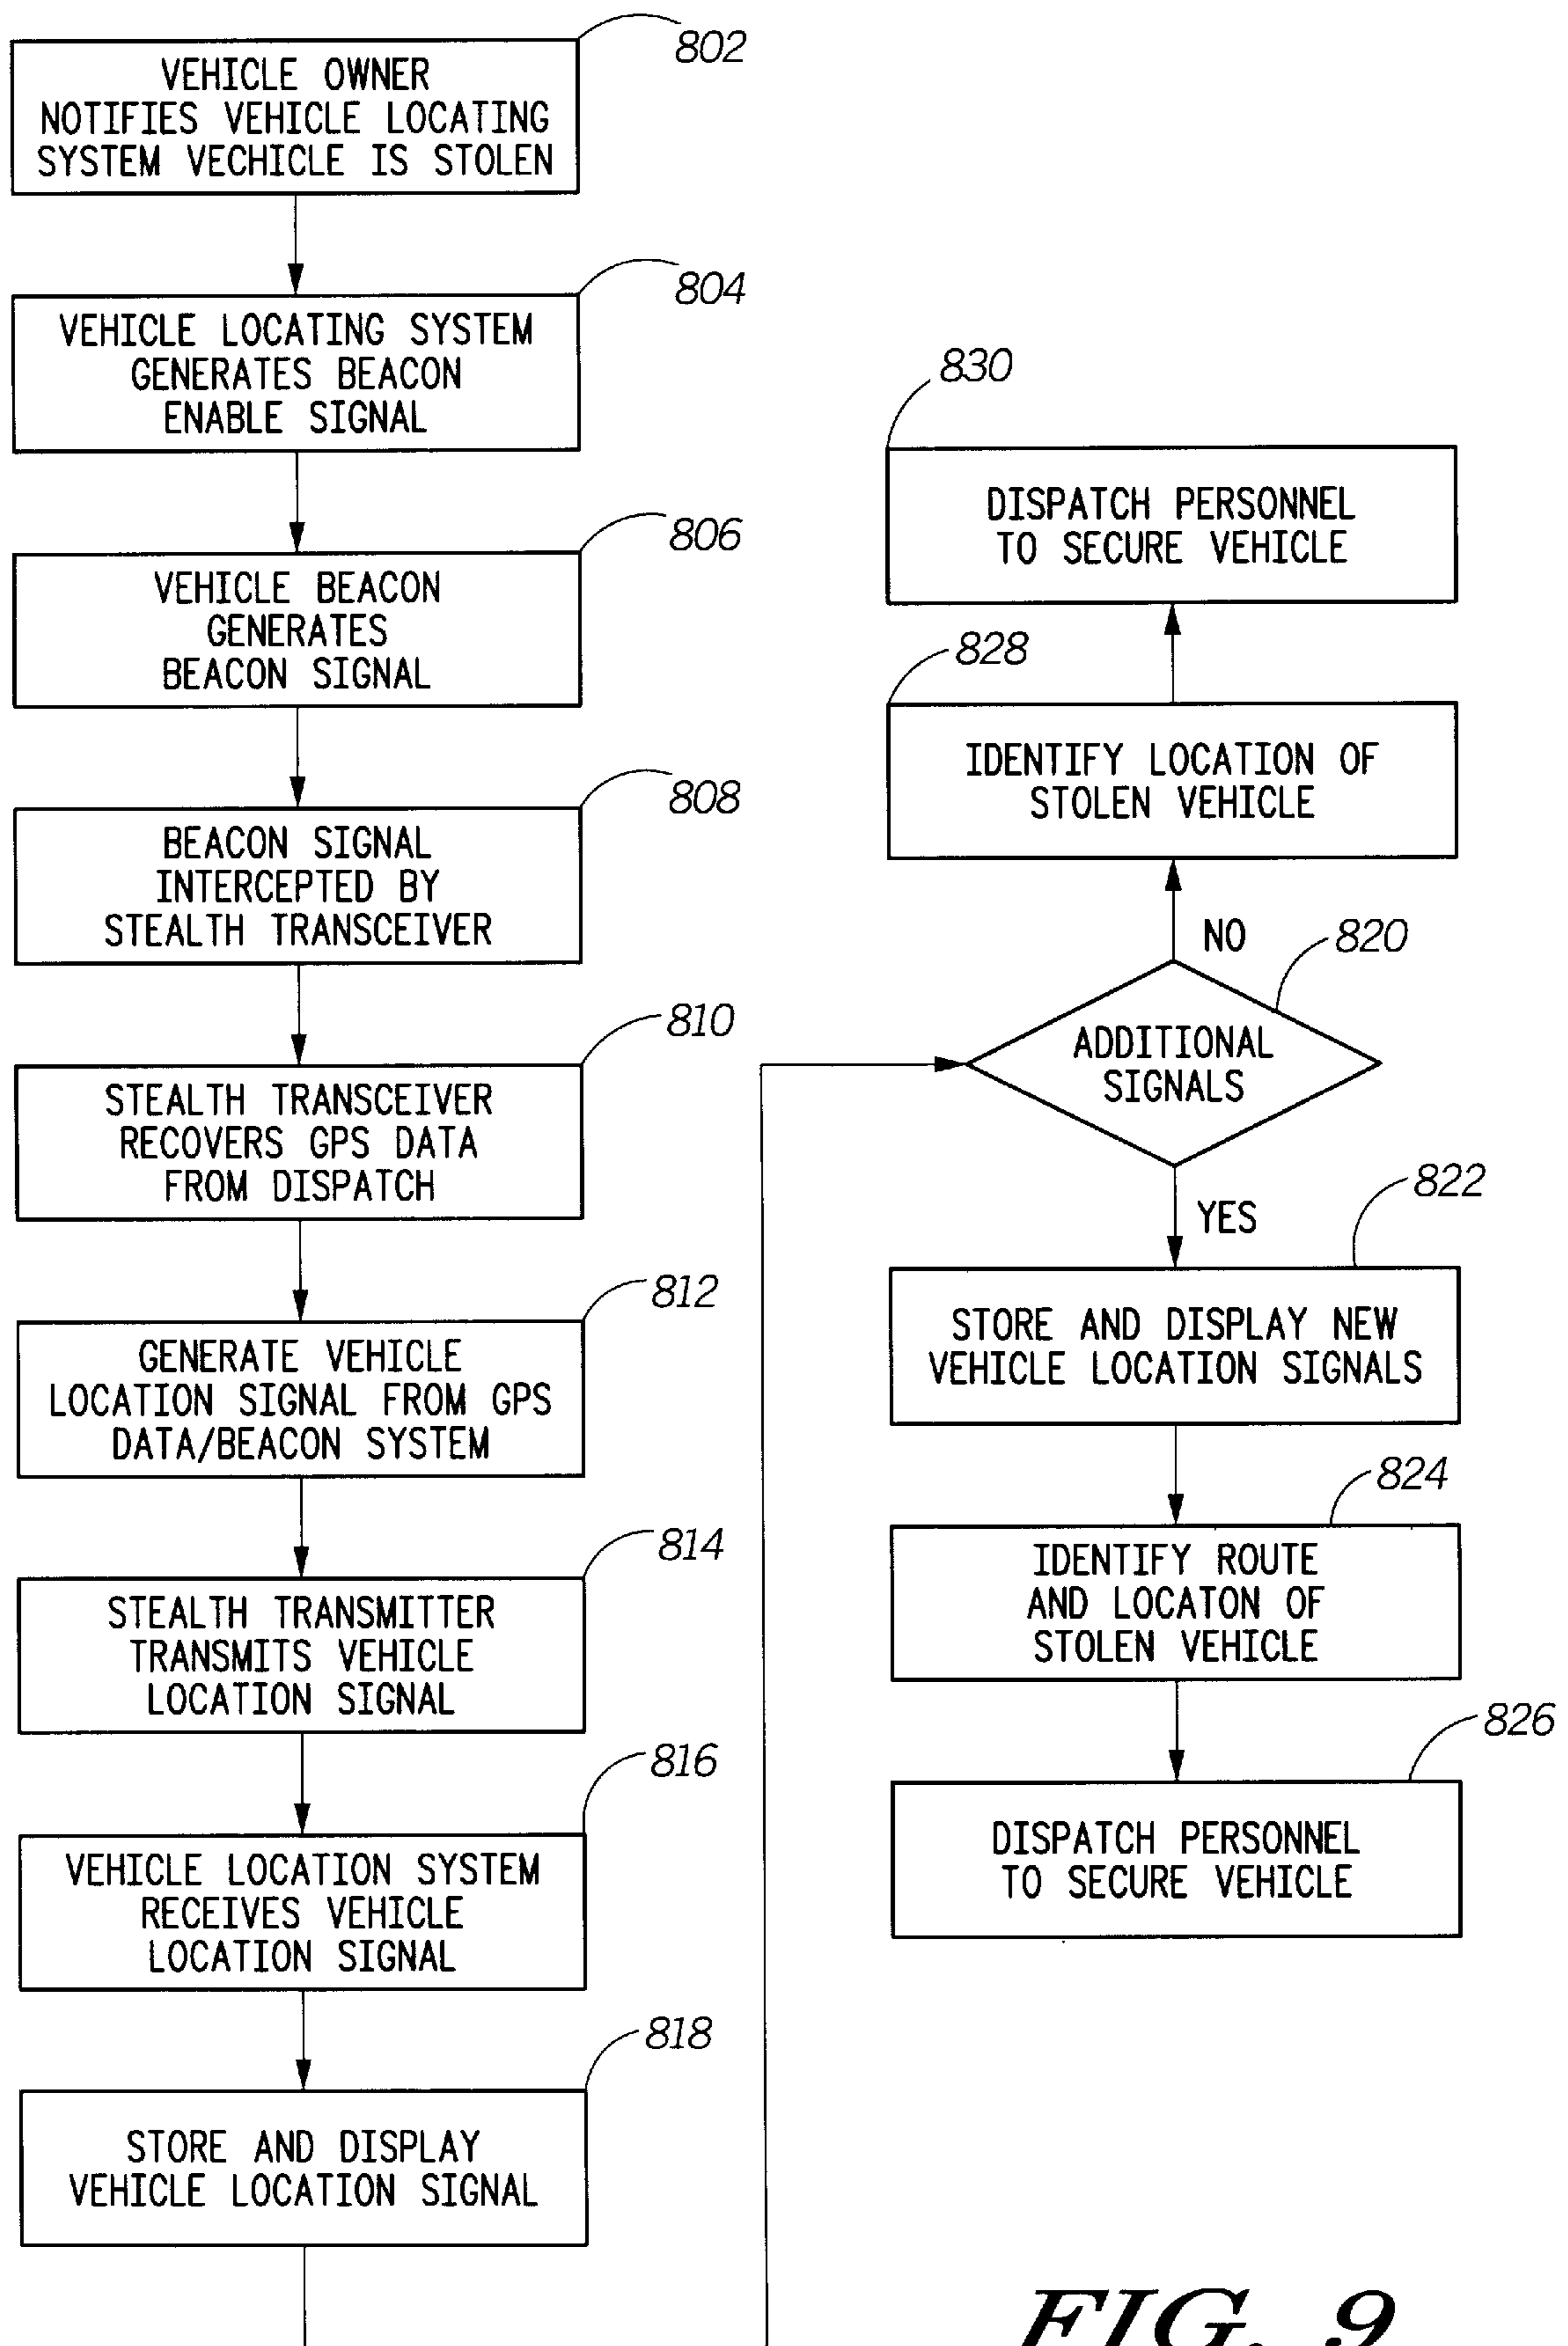 802
VEHICLE OWNER
NOTIFIES VEHICLE LOCATING
SYSTEM VECHICLE IS STOLEN
804
VEHICLE LOCATING SYSTEM
GENERATES BEACON
ENABLE SIGNAL
806
VEHICLE BEACON
GENERATES
BEACON SIGNAL
808
BEACON SIGNAL
INTERCEPTED BY
STEALTH TRANSCEIVER
810
STEALTH TRANSCEIVER
RECOVERS GPS DATA
FROM DISPATCH
812
GENERATE VEHICLE
LOCATION SIGNAL FROM GPS
DATA/BEACON SYSTEM
814
STEALTH TRANSMITTER
TRANSMITS VEHICLE
LOCATION SIGNAL
816
VEHICLE LOCATION SYSTEM
RECEIVES VEHICLE
LOCATION SIGNAL
818
STORE AND DISPLAY
VEHICLE LOCATION SIGNAL
830
DISPATCH PERSONNEL
TO SECURE VEHICLE
828
IDENTIFY LOCATION OF
STOLEN VEHICLE
NO
820
ADDITIONAL
SIGNALS
YES
822
STORE AND DISPLAY NEW
VEHICLE LOCATION SIGNALS
824
IDENTIFY ROUTE
AND LOCATON OF
STOLEN VEHICLE
826
DISPATCH PERSONNEL
TO SECURE VEHICLE
FIG. 9